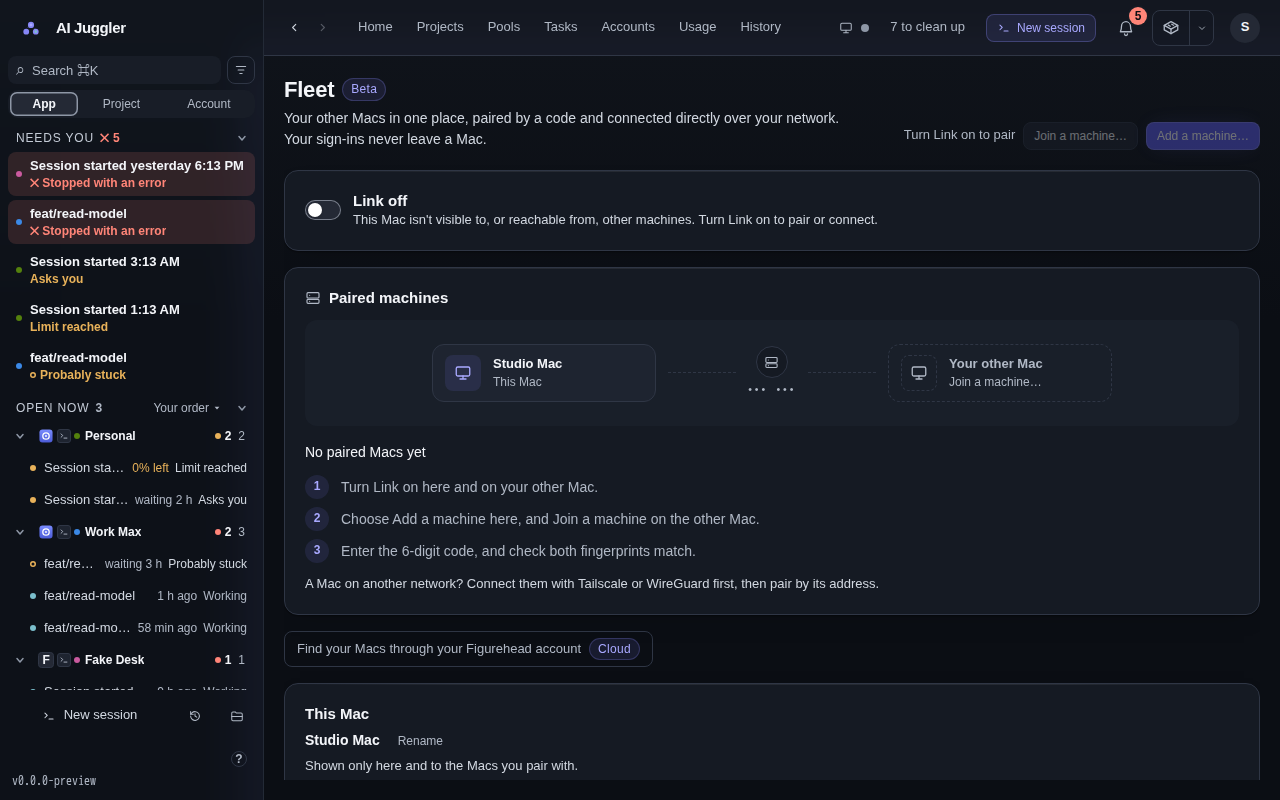 AI Juggler
Search ⌘K
App
Project
Account
NEEDS YOU 5
Session started yesterday 6:13 PM
Stopped with an error
feat/read-model
Stopped with an error
Session started 3:13 AM
Asks you
Session started 1:13 AM
Limit reached
feat/read-model
Probably stuck
OPEN NOW 3 Your order
Personal 2 2
Session sta… 0% left Limit reached
Session star… waiting 2 h Asks you
Work Max 2 3
feat/re… waiting 3 h Probably stuck
feat/read-model 1 h ago Working
feat/read-mo… 58 min ago Working
F Fake Desk 1 1
New session
?
v0.0.0-preview
Home Projects Pools Tasks Accounts Usage History
7 to clean up
New session
5
S
Fleet Beta
Your other Macs in one place, paired by a code and connected directly over your network.
Your sign-ins never leave a Mac.
Turn Link on to pair Join a machine… Add a machine…
Link off
This Mac isn't visible to, or reachable from, other machines. Turn Link on to pair or connect.
Paired machines
Studio Mac
This Mac
Your other Mac
Join a machine…
No paired Macs yet
1 Turn Link on here and on your other Mac.
2 Choose Add a machine here, and Join a machine on the other Mac.
3 Enter the 6-digit code, and check both fingerprints match.
A Mac on another network? Connect them with Tailscale or WireGuard first, then pair by its address.
Find your Macs through your Figurehead account Cloud
This Mac
Studio Mac Rename
Shown only here and to the Macs you pair with.